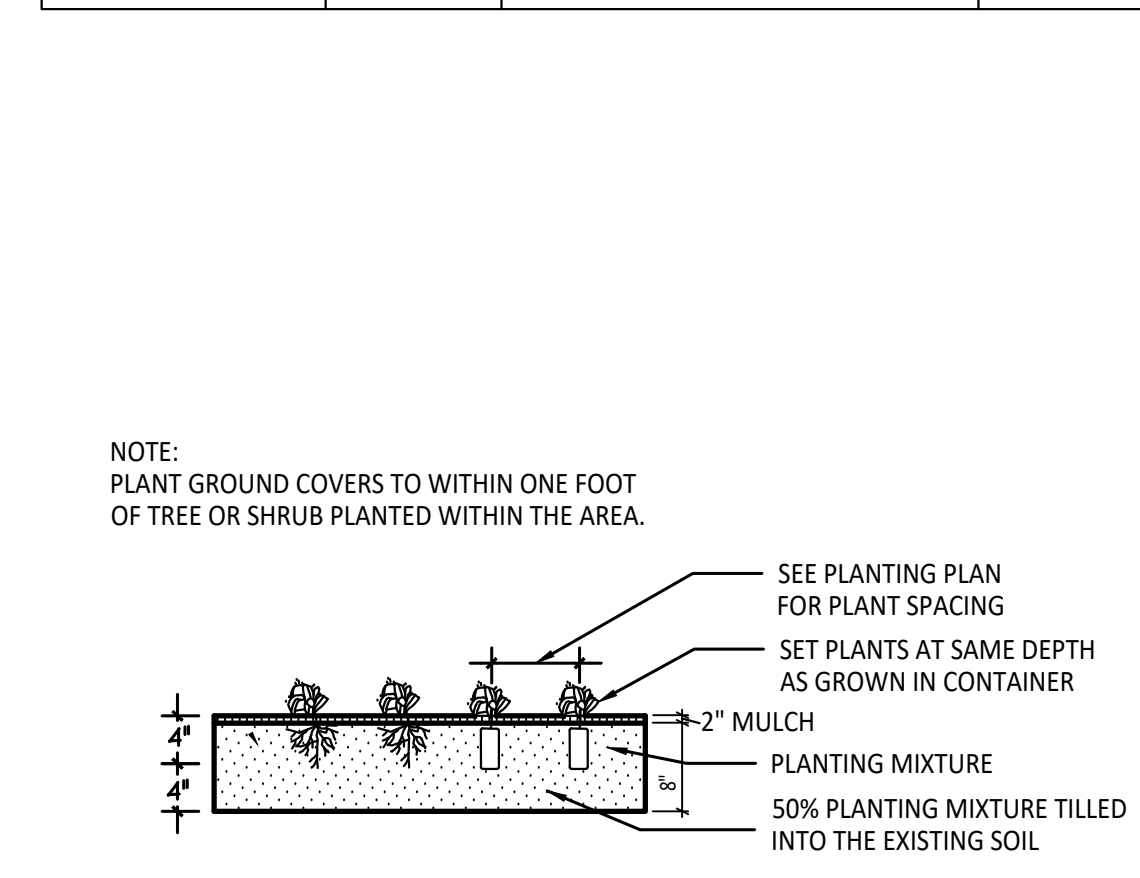 NOTE:
PLANT GROUND COVERS TO WITHIN ONE FOOT
OF TREE OR SHRUB PLANTED WITHIN THE AREA.
SEE PLANTING PLAN
FOR PLANT SPACING
SET PLANTS AT SAME DEPTH
AS GROWN IN CONTAINER
2" MULCH
4"
PLANTING MIXTURE
8"
4"
50% PLANTING MIXTURE TILLED
INTO THE EXISTING SOIL